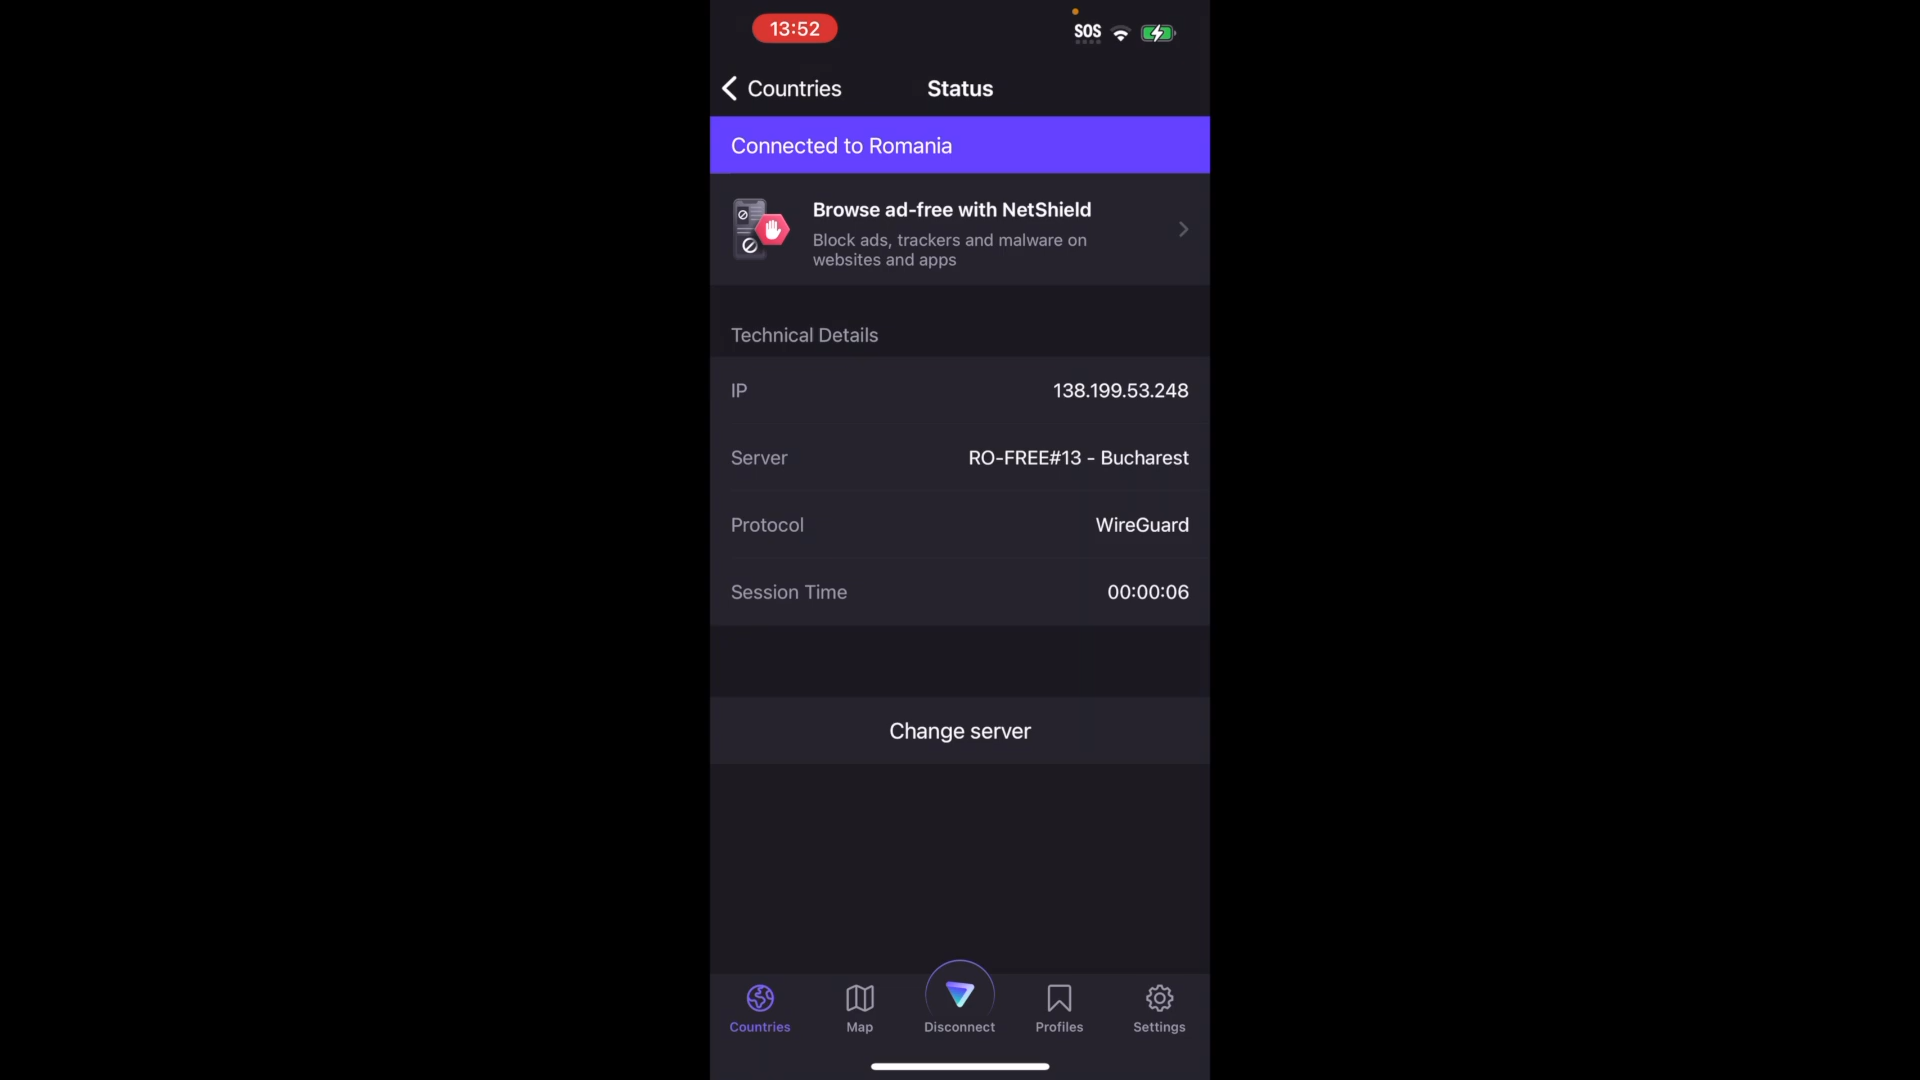 13:52
SOS
Countries
Status
Connected to Romania
Browse ad-free with NetShield
Block ads, trackers and malware on
websites and apps
Technical Details
IP
138.199.53.248
Server
RO-FREE#13 - Bucharest
Protocol
WireGuard
Session Time
00:00:06
Change server
Countries
Map
Disconnect
Profiles
Settings